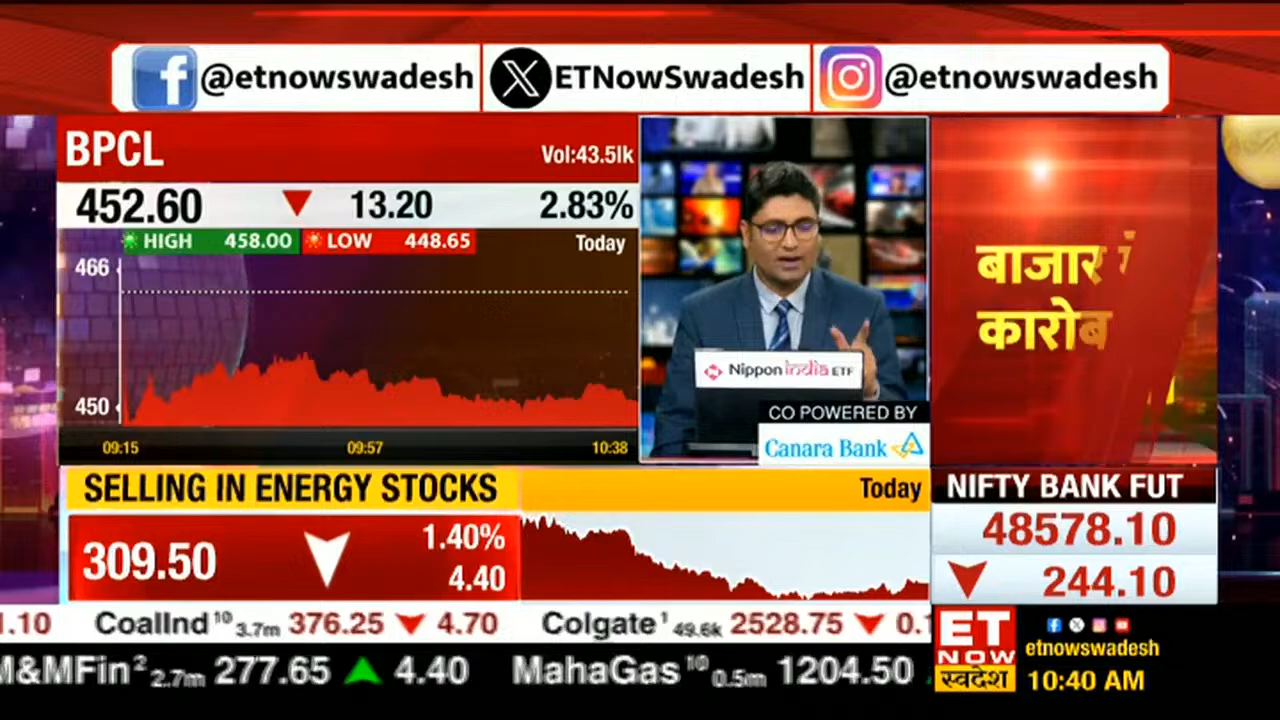 @etnowswadesh
ETNowSwadesh
@etnowswadesh
BPCL
Vol:43.5lk
452.60 ▼ 13.20 2.83%
HIGH 458.00 LOW 448.65 Today
466
450
09:15 09:57 10:38
Nippon india ETF
CO POWERED BY
Canara Bank
बाजार
कारोब
SELLING IN ENERGY STOCKS Today
309.50
1.40%
4.40
NIFTY BANK FUT
48578.10
▼ 244.10
1.10 CoalInd 10 3.7m 376.25 ▼ 4.70 Colgate 1 49.6k 2528.75 ▼ 0.1
M&MFin 2 2.7m 277.65 ▲ 4.40 MahaGas 10 0.5m 1204.50
ET
NOW
स्वदेश
etnowswadesh
10:40 AM